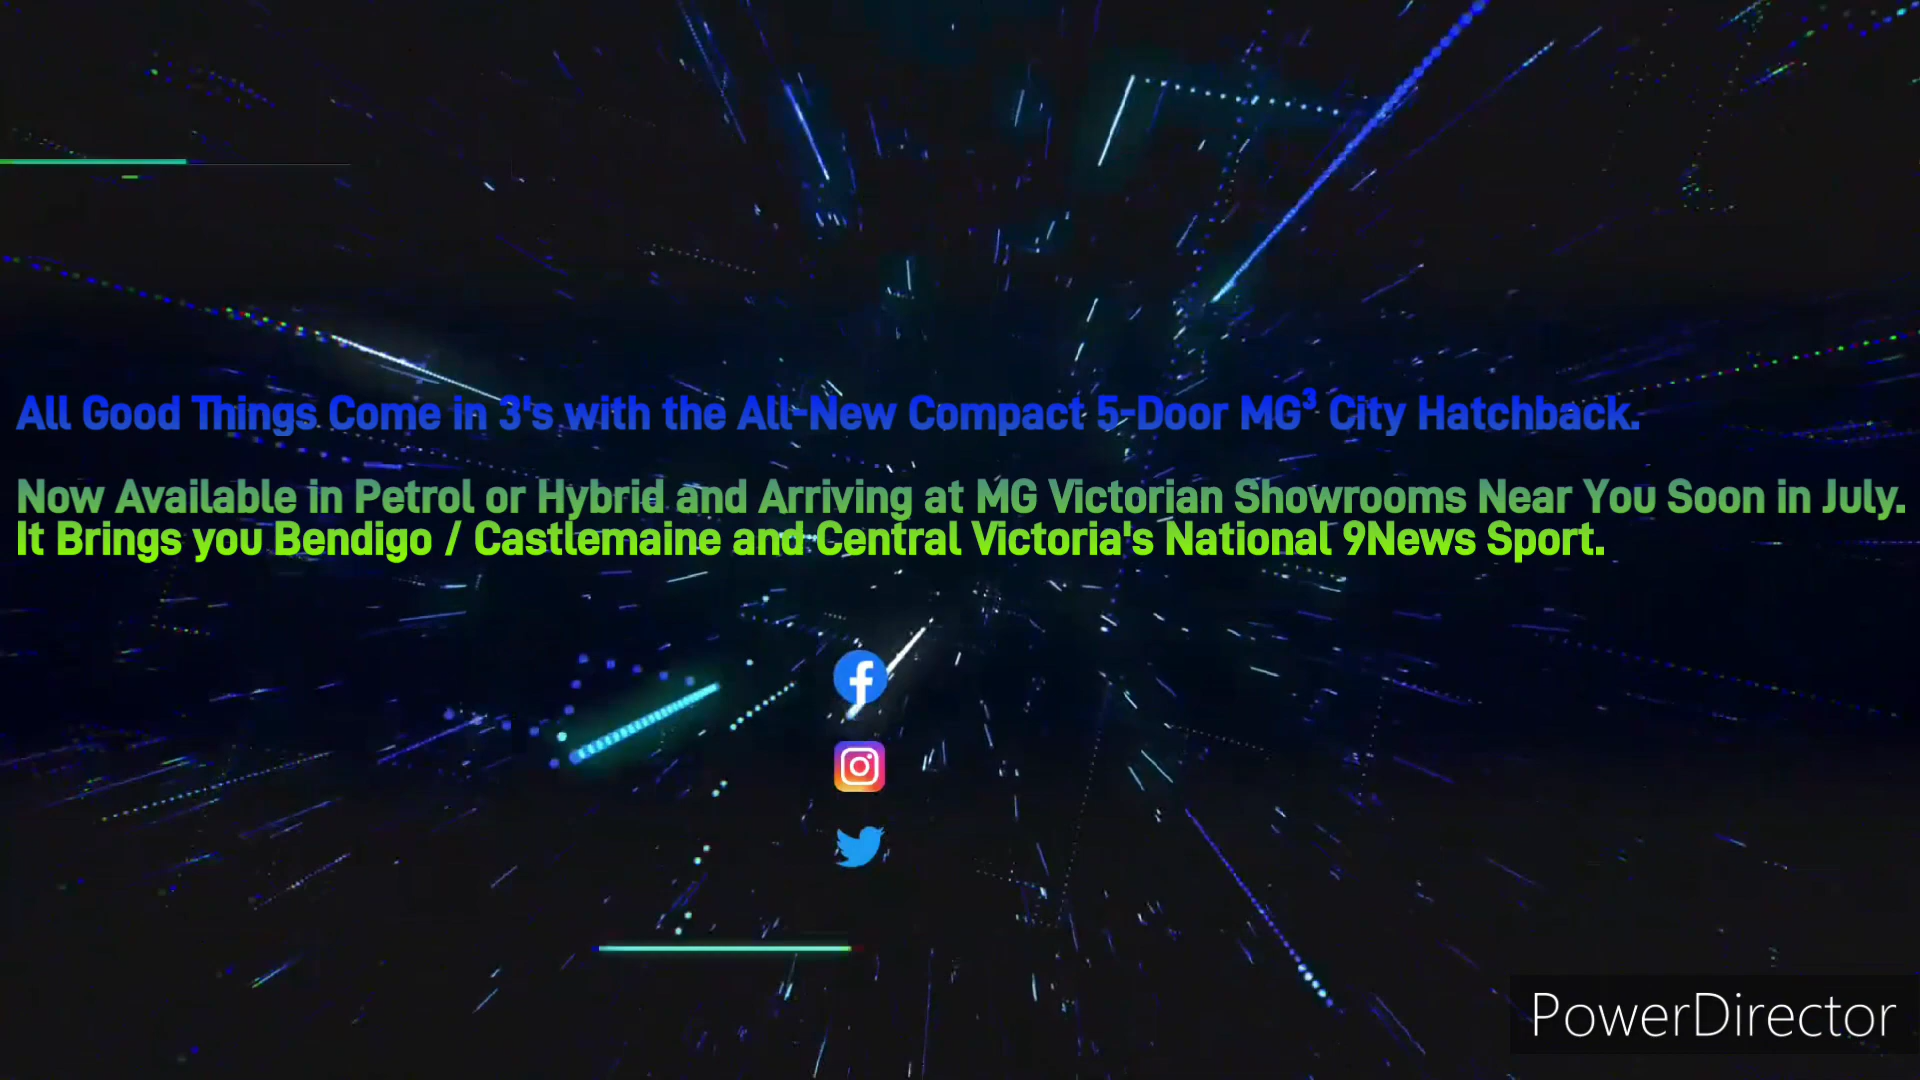 All Good Things Come in 3's with the All-New Compact 5-Door MG³ City Hatchback.
Now Available in Petrol or Hybrid and Arriving at MG Victorian Showrooms Near You Soon in July.
It Brings you Bendigo / Castlemaine and Central Victoria's National 9News Sport.
PowerDirector